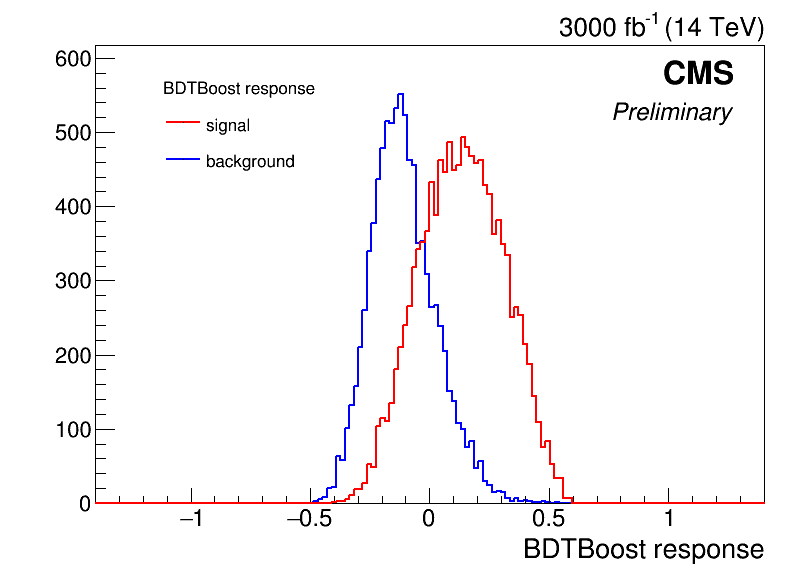 3000 fb⁻¹ (14 TeV)
CMS
Preliminary
BDTBoost response
signal
background
600
500
400
300
200
100
0
−1 −0.5 0 0.5 1
BDTBoost response